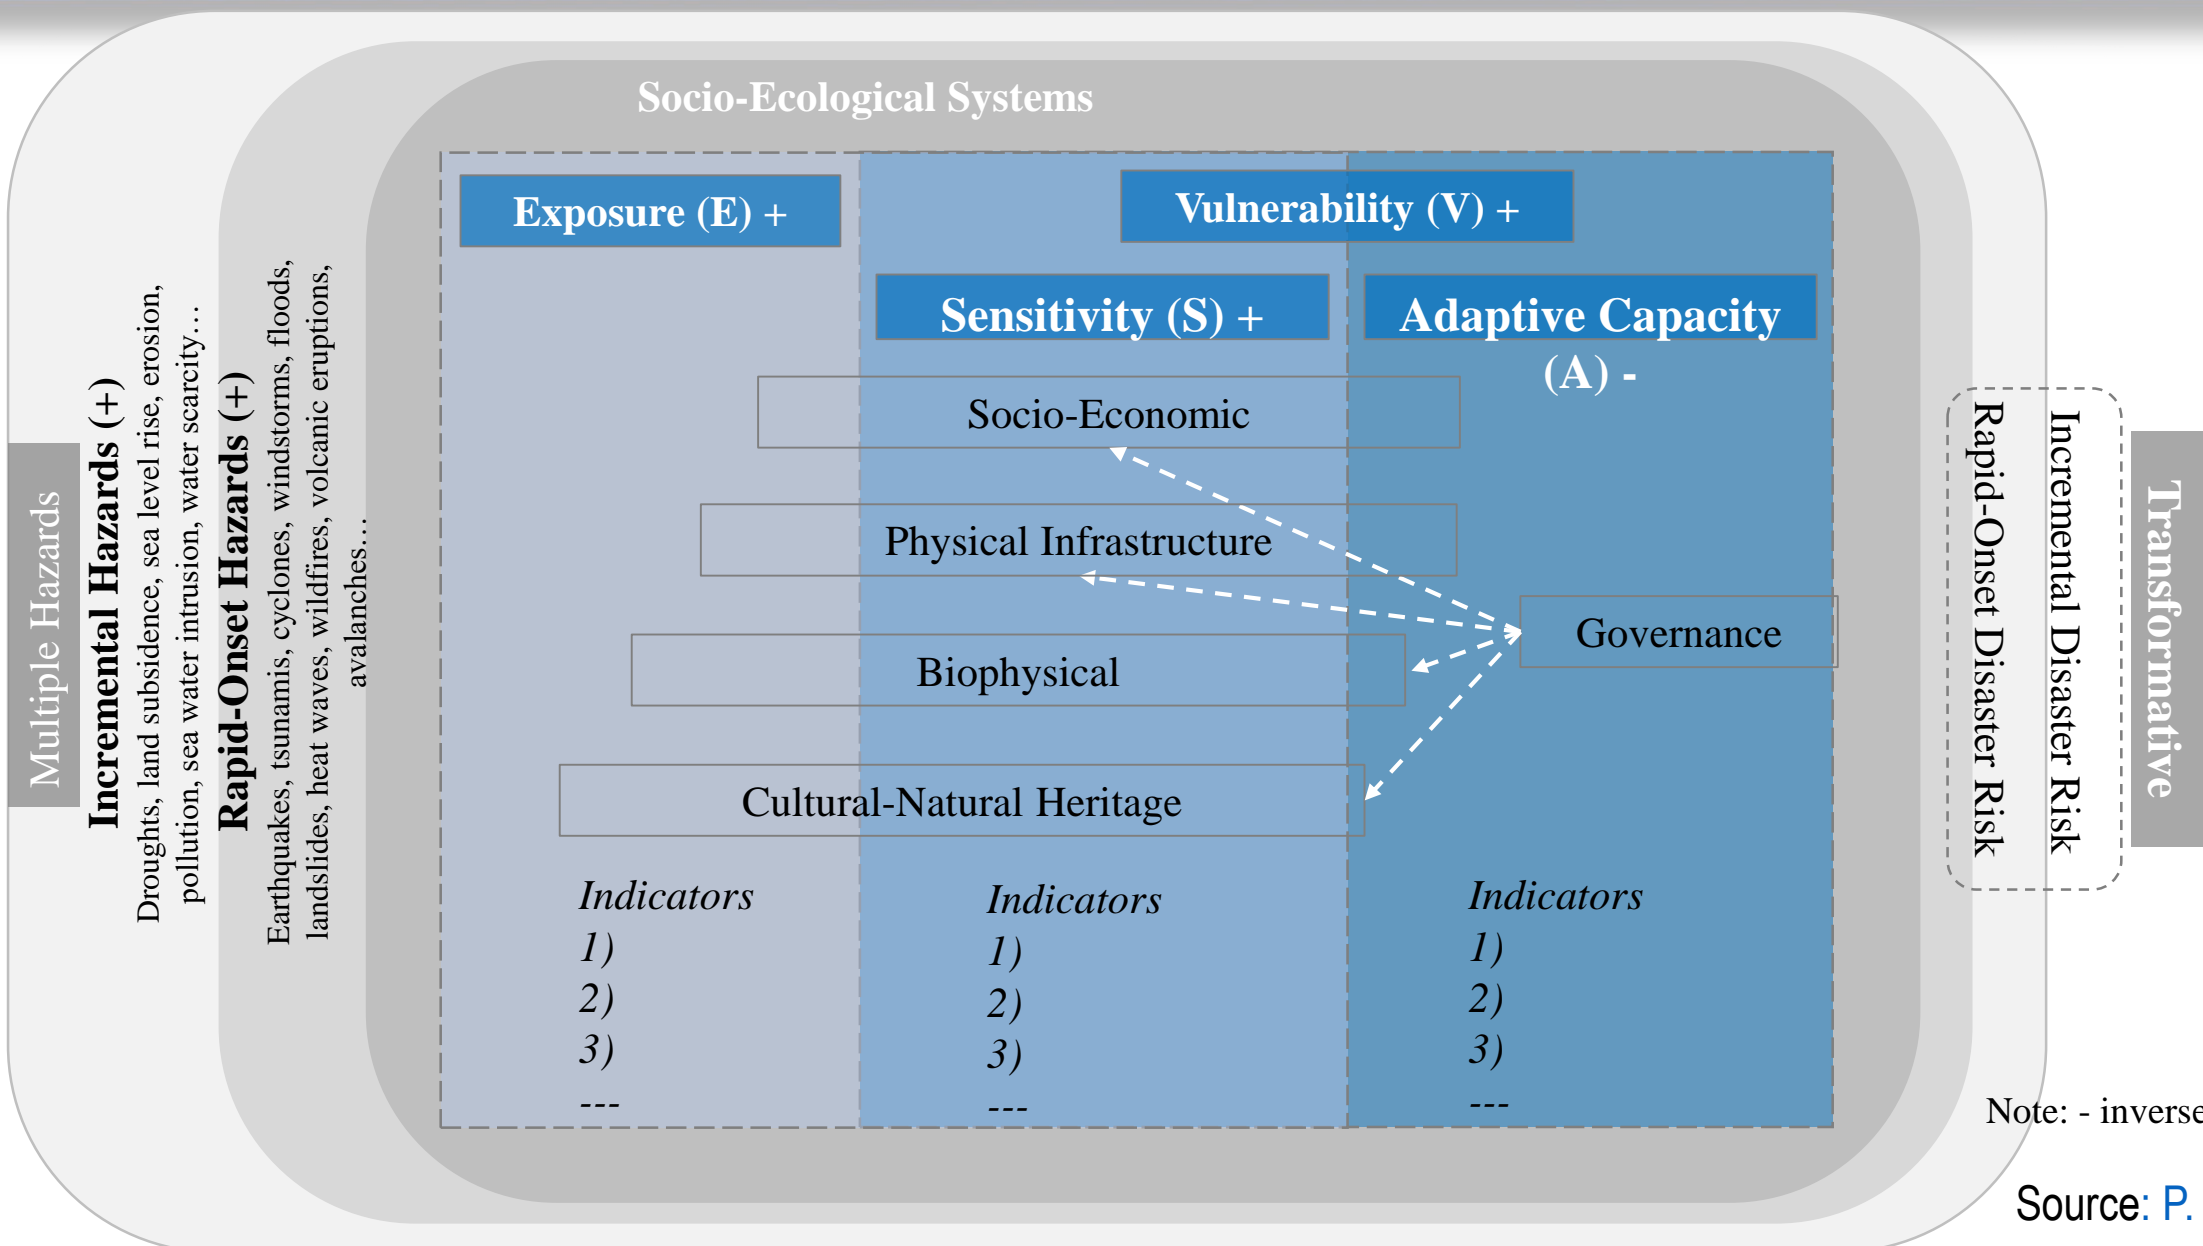 Socio-Ecological Systems
Exposure (E) +
Vulnerability (V) +
Sensitivity (S) +
Adaptive Capacity
(A) -
Socio-Economic
Physical Infrastructure
Governance
Biophysical
Cultural-Natural Heritage
Indicators
1)
2)
3)
---
Indicators
1)
2)
3)
---
Indicators
1)
2)
3)
---
Multiple Hazards
Incremental Hazards (+)
Droughts, land subsidence, sea level rise, erosion,
pollution, sea water intrusion, water scarcity…
Rapid-Onset Hazards (+)
Earthquakes, tsunamis, cyclones, windstorms, floods,
landslides, heat waves, wildfires, volcanic eruptions,
avalanches…
Incremental Disaster Risk
Rapid-Onset Disaster Risk
Transformative
Note: - inverse
Source: P.